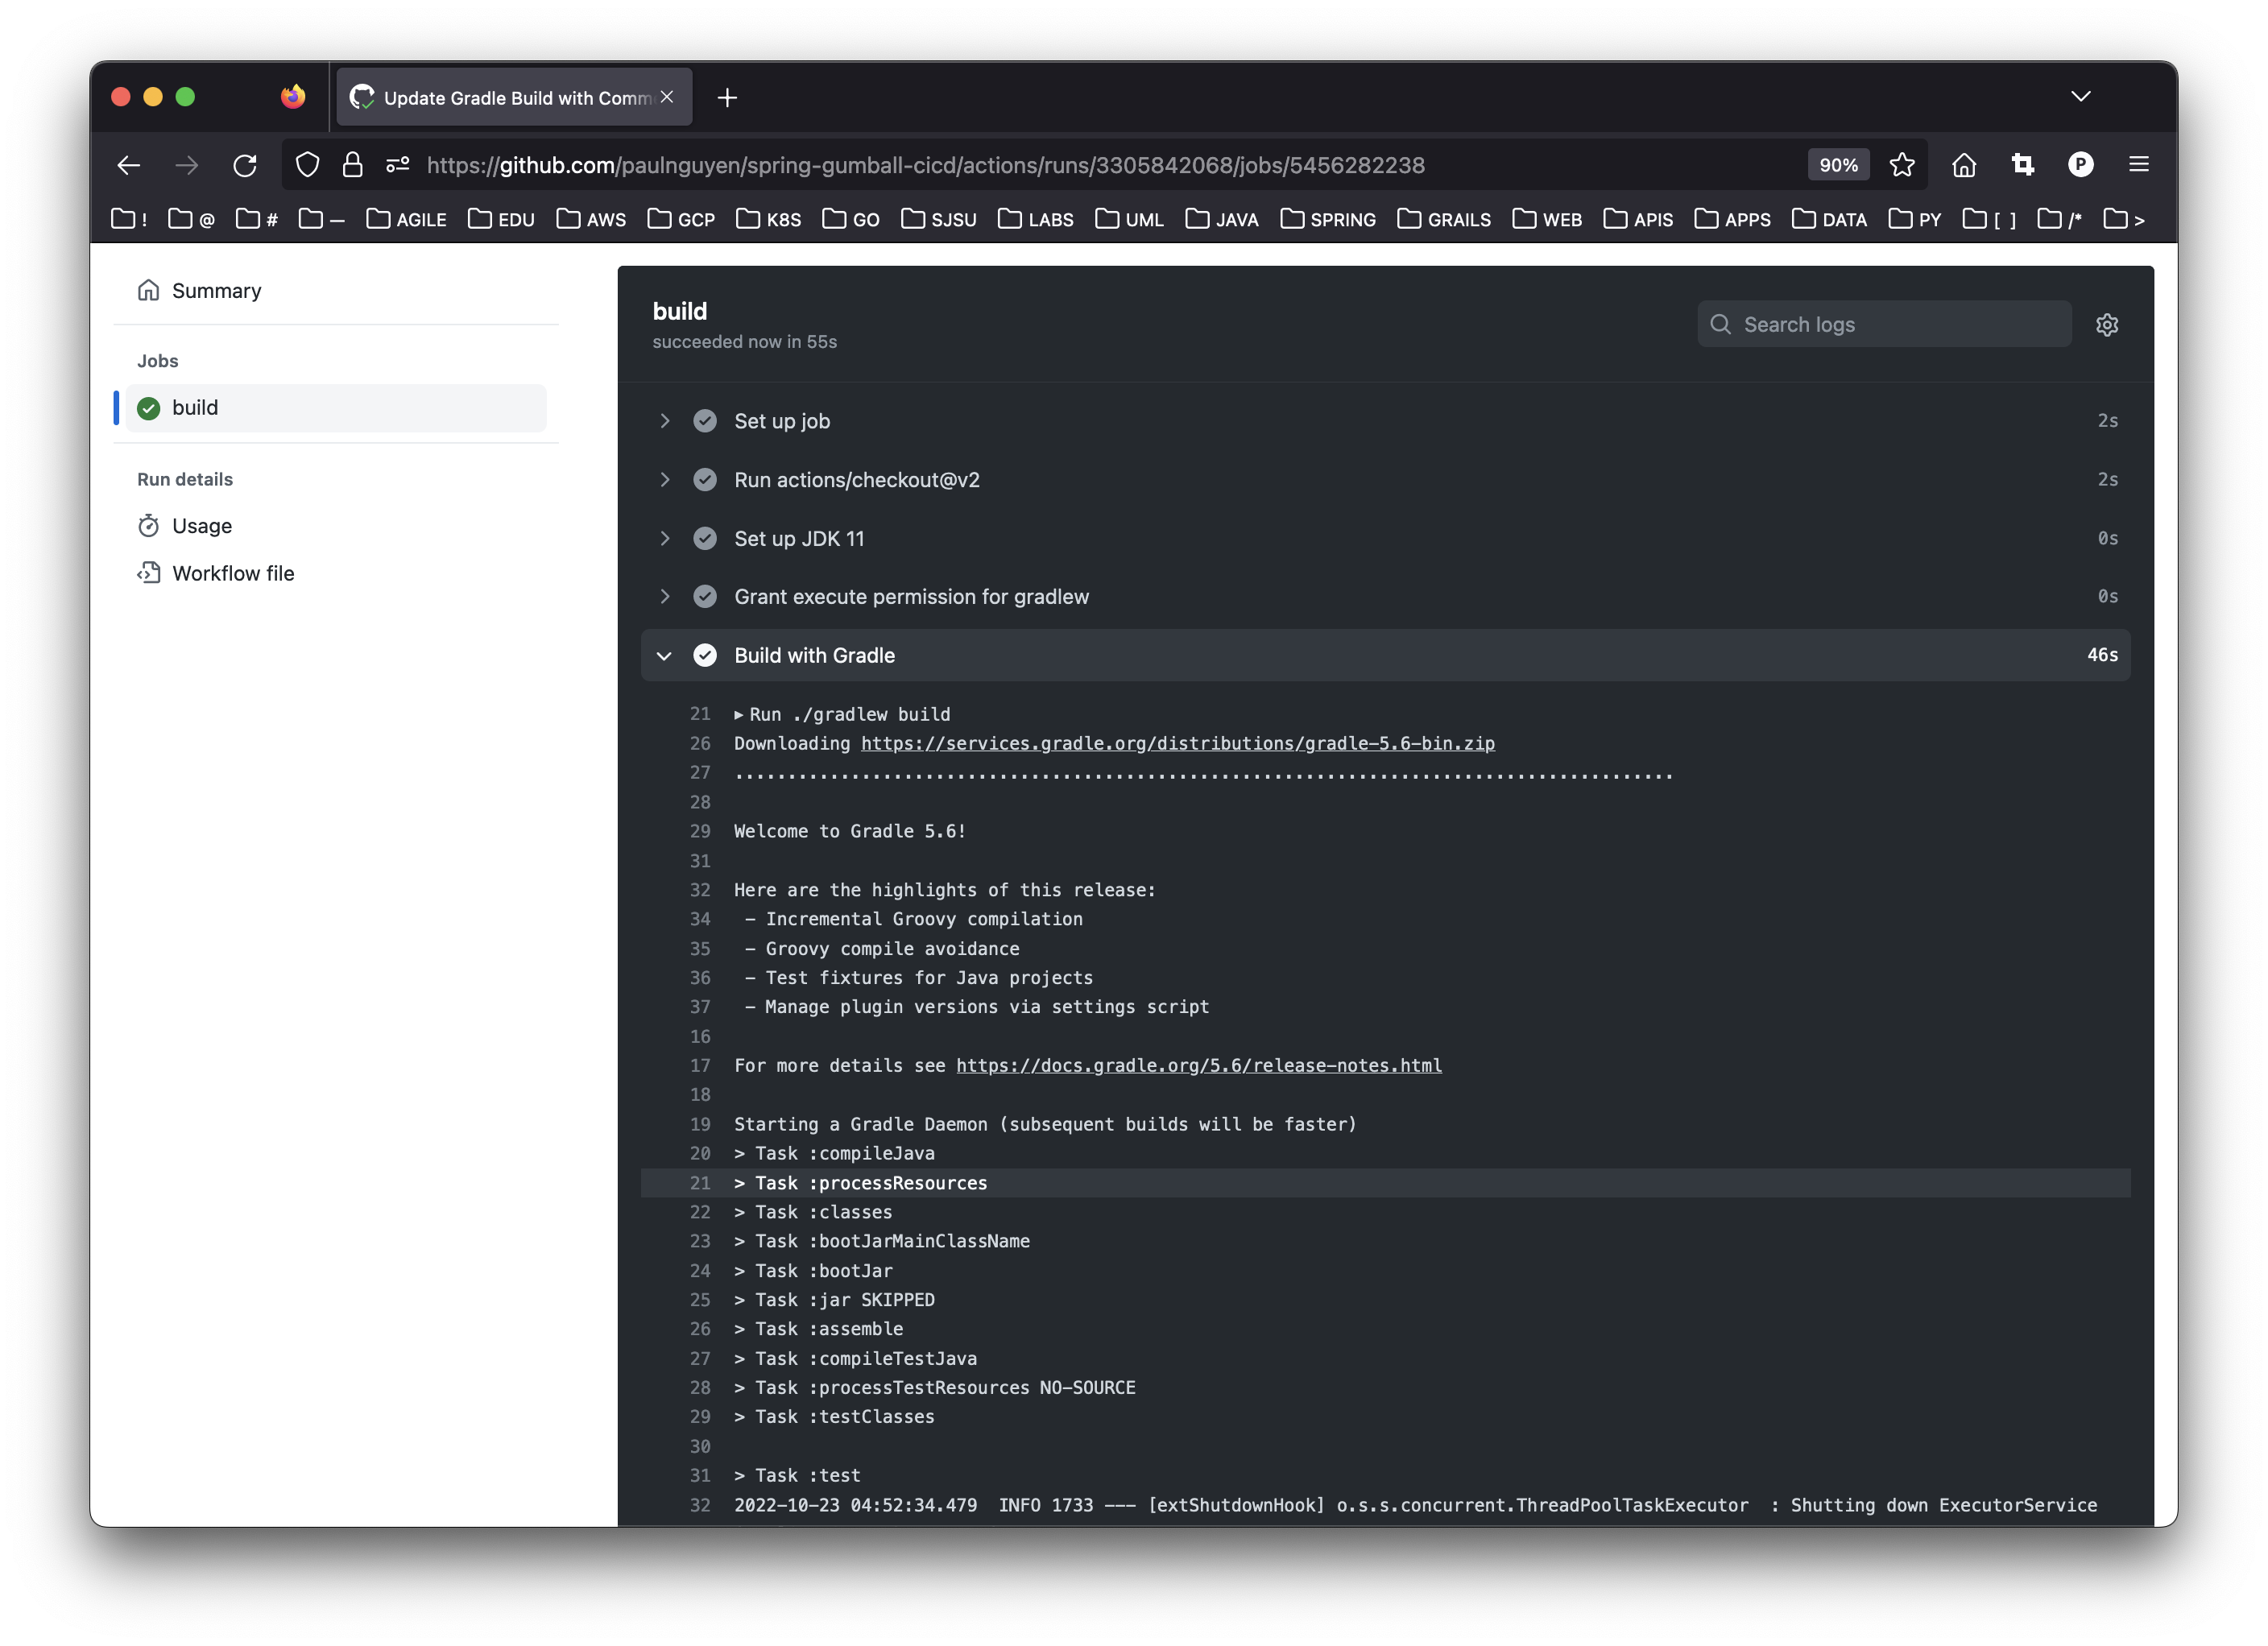 Update Gradle Build with Comm
https://github.com/paulnguyen/spring-gumball-cicd/actions/runs/3305842068/jobs/5456282238 90% P
! @ # — AGILE EDU AWS GCP K8S GO SJSU LABS UML JAVA SPRING GRAILS WEB APIS APPS DATA PY [ ] /* >
Summary
Jobs
build
Run details
Usage
Workflow file
build
succeeded now in 55s
Search logs
Set up job 2s
Run actions/checkout@v2 2s
Set up JDK 11 0s
Grant execute permission for gradlew 0s
Build with Gradle 46s
21 ▸ Run ./gradlew build
26 Downloading https://services.gradle.org/distributions/gradle-5.6-bin.zip
27 .........................................................................................
28
29 Welcome to Gradle 5.6!
31
32 Here are the highlights of this release:
34 - Incremental Groovy compilation
35 - Groovy compile avoidance
36 - Test fixtures for Java projects
37 - Manage plugin versions via settings script
16
17 For more details see https://docs.gradle.org/5.6/release-notes.html
18
19 Starting a Gradle Daemon (subsequent builds will be faster)
20 > Task :compileJava
21 > Task :processResources
22 > Task :classes
23 > Task :bootJarMainClassName
24 > Task :bootJar
25 > Task :jar SKIPPED
26 > Task :assemble
27 > Task :compileTestJava
28 > Task :processTestResources NO-SOURCE
29 > Task :testClasses
30
31 > Task :test
32 2022-10-23 04:52:34.479  INFO 1733 --- [extShutdownHook] o.s.s.concurrent.ThreadPoolTaskExecutor  : Shutting down ExecutorService